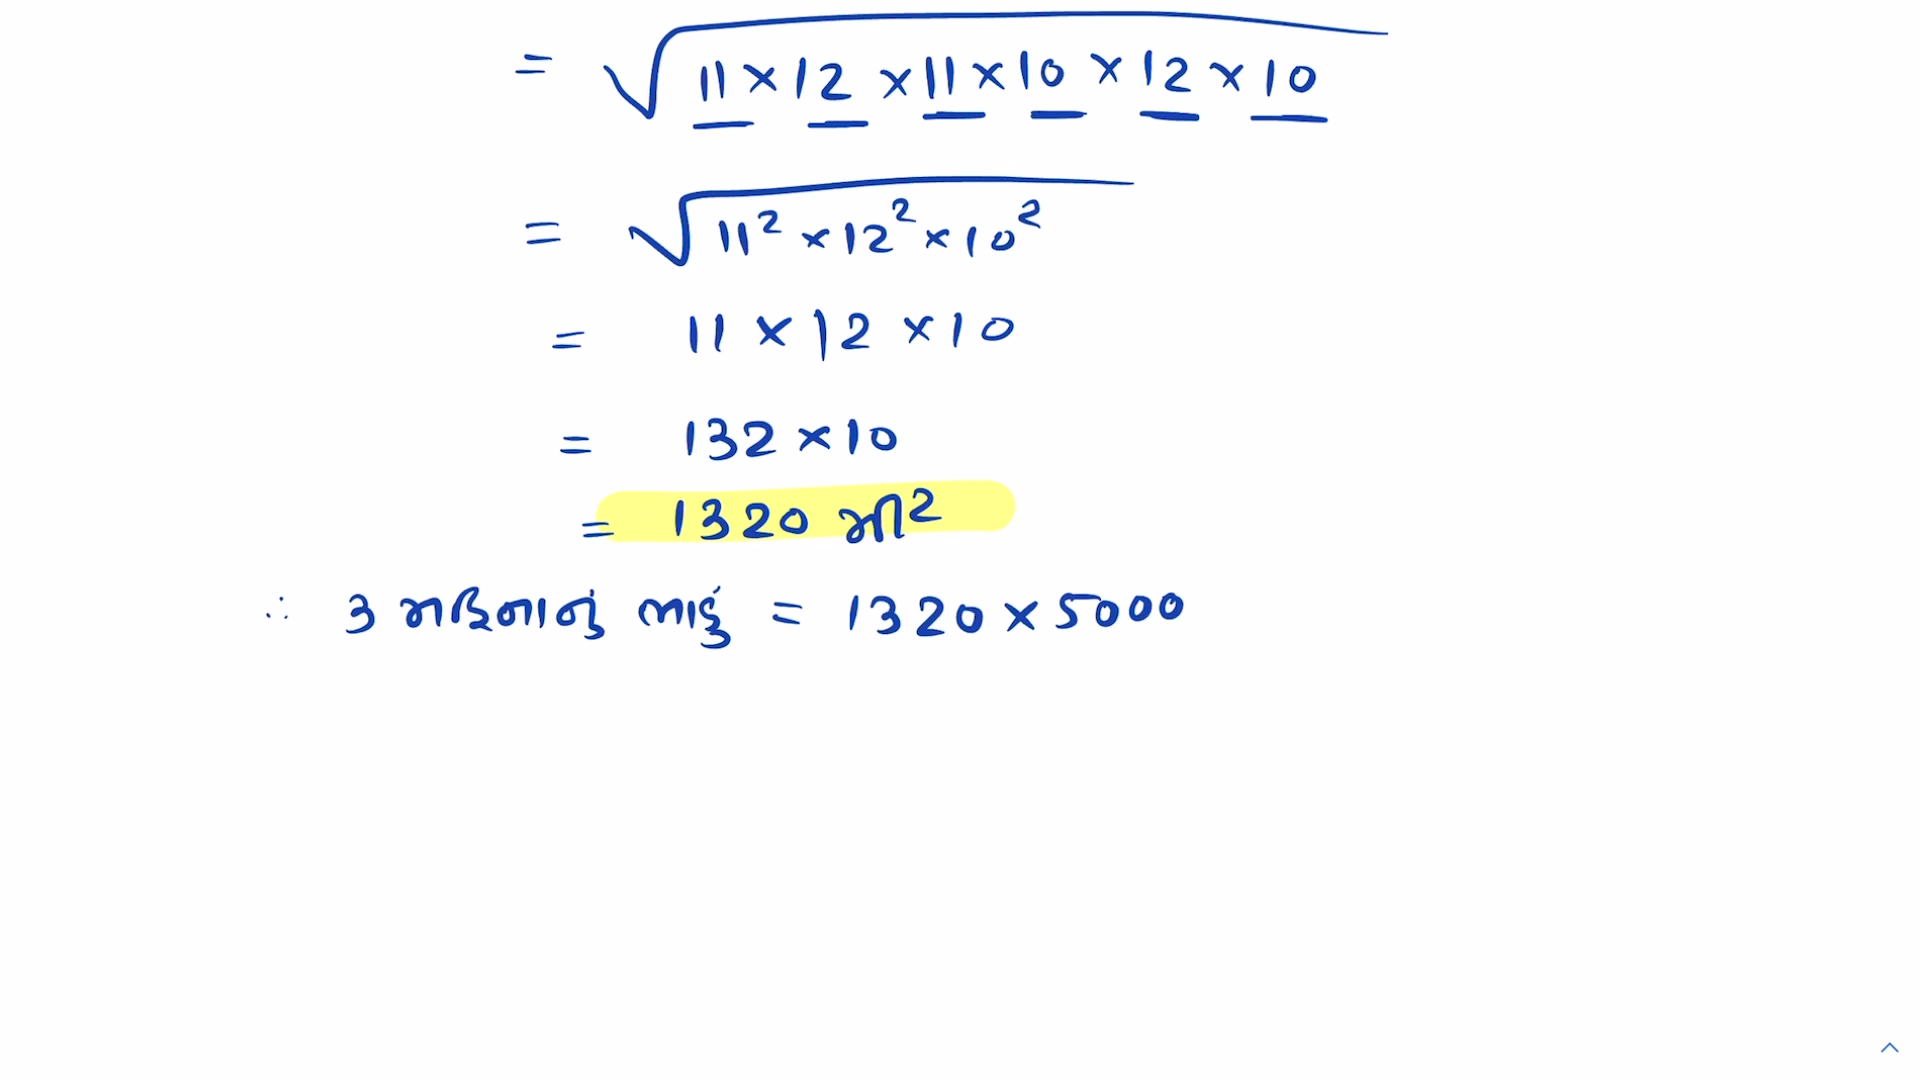 = √11 × 12 × 11 × 10 × 12 × 10
= √11² × 12² × 10²
= 11 × 12 × 10
= 132 × 10
= 1320 મી²
∴ 3 મહિનાનું ભાડું = 1320 × 5000